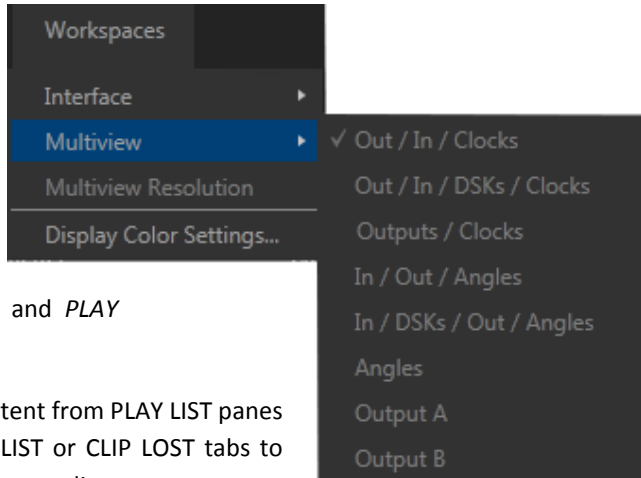 Workspaces
Interface
Multiview
Multiview Resolution
Display Color Settings...
✓ Out / In / Clocks
Out / In / DSKs / Clocks
Outputs / Clocks
In / Out / Angles
In / DSKs / Out / Angles
Angles
Output A
Output B
and PLAY
tent from PLAY LIST panes
LIST or CLIP LOST tabs to